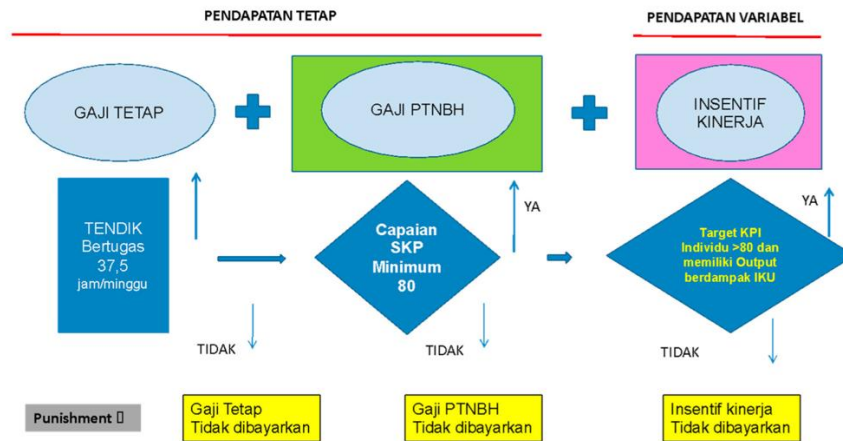 PENDAPATAN TETAP
PENDAPATAN VARIABEL
GAJI TETAP
GAJI PTNBH
INSENTIF
KINERJA
TENDIK
Bertugas
37,5
jam/minggu
Capaian
SKP
Minimum
80
YA
Target KPI
Individu >80 dan
memiliki Output
berdampak IKU
YA
TIDAK
TIDAK
TIDAK
Punishment
Gaji Tetap
Tidak dibayarkan
Gaji PTNBH
Tidak dibayarkan
Insentif kinerja
Tidak dibayarkan